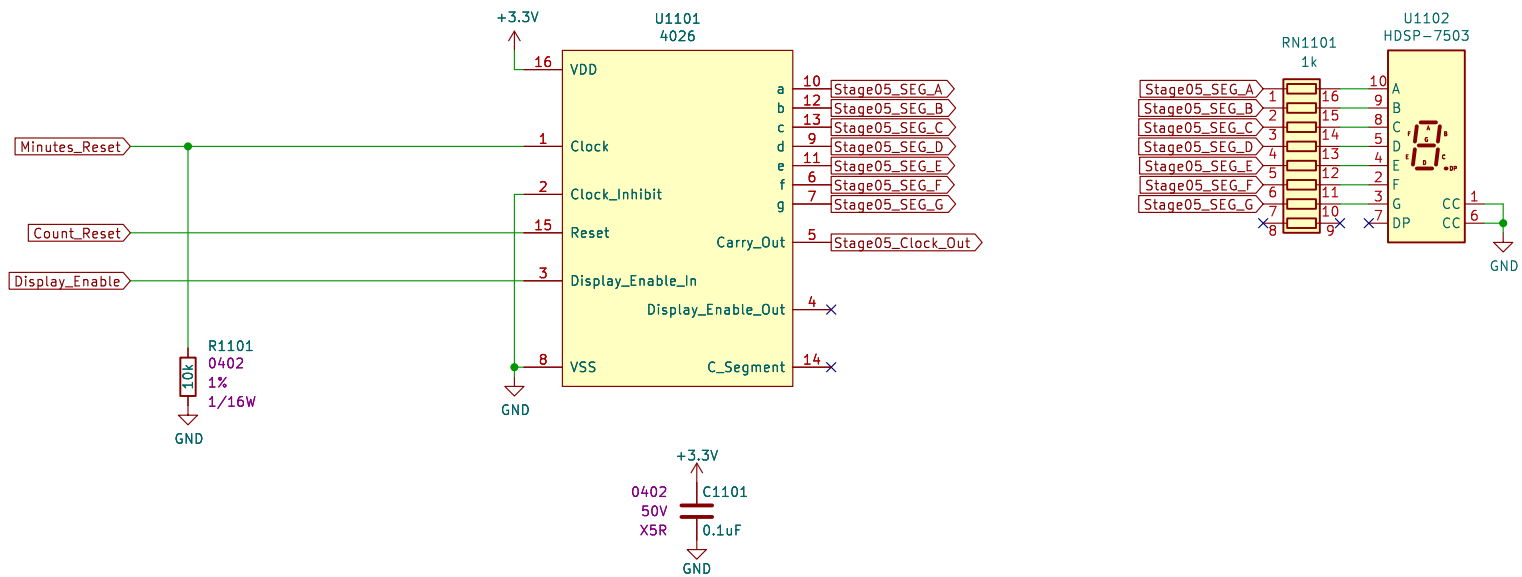 +3.3V
U1101
4026
16 VDD
1 Clock
2 Clock_Inhibit
15 Reset
3 Display_Enable_In
8 VSS
a 10 Stage05_SEG_A
b 12 Stage05_SEG_B
c 13 Stage05_SEG_C
d 9 Stage05_SEG_D
e 11 Stage05_SEG_E
f 6 Stage05_SEG_F
g 7 Stage05_SEG_G
Carry_Out 5 Stage05_Clock_Out
Display_Enable_Out 4
C_Segment 14
Minutes_Reset
Count_Reset
Display_Enable
R1101
0402
1%
1/16W
10k
GND
GND
+3.3V
0402
50V
X5R
C1101
0.1uF
GND
RN1101
1k
Stage05_SEG_A 1 16
Stage05_SEG_B 2 15
Stage05_SEG_C 3 14
Stage05_SEG_D 4 13
Stage05_SEG_E 5 12
Stage05_SEG_F 6 11
Stage05_SEG_G 7 10
8 9
U1102
HDSP-7503
10 A
9 B
8 C
5 D
4 E
2 F
3 G
7 DP
A
F B
G
E C
D
DP
CC 1
CC 6
GND